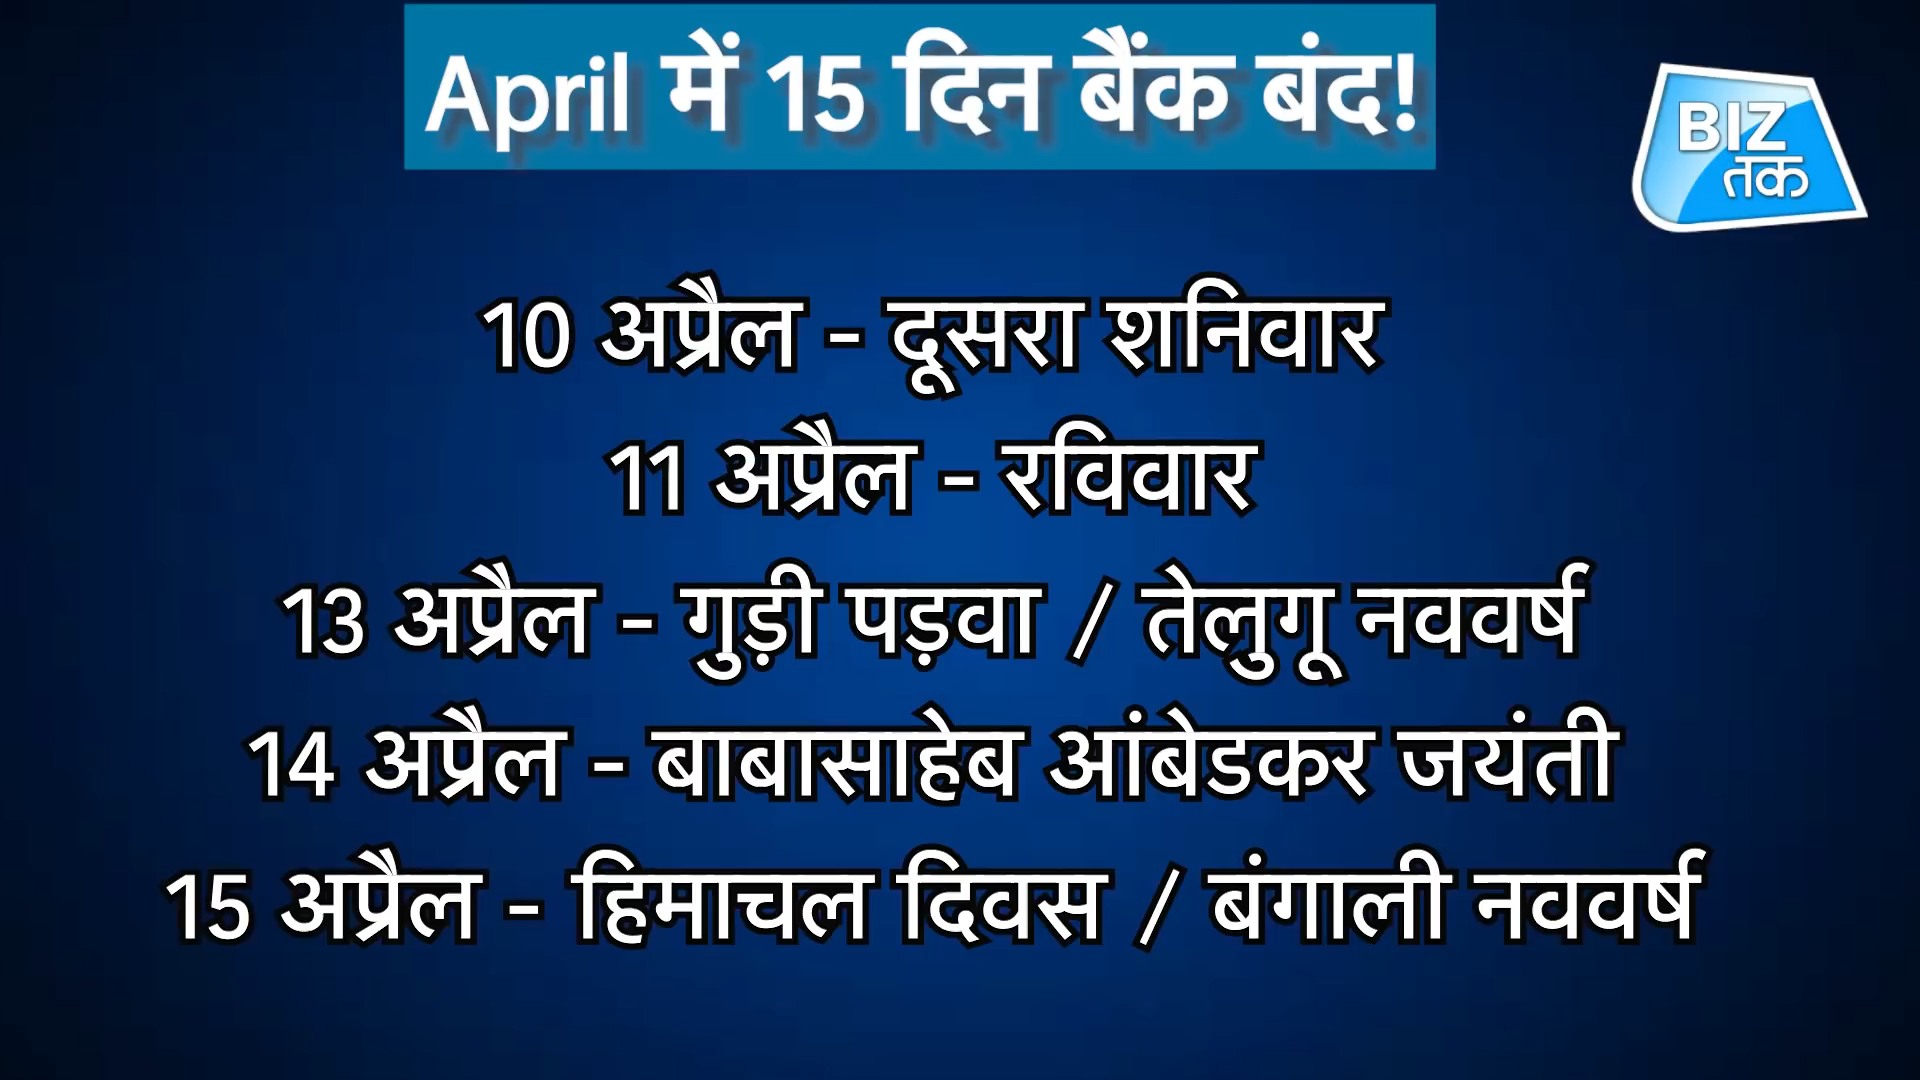 April में 15 दिन बैंक बंद!
BIZ
तक
10 अप्रैल - दूसरा शनिवार
11 अप्रैल - रविवार
13 अप्रैल - गुड़ी पड़वा / तेलुगू नववर्ष
14 अप्रैल - बाबासाहेब आंबेडकर जयंती
15 अप्रैल - हिमाचल दिवस / बंगाली नववर्ष